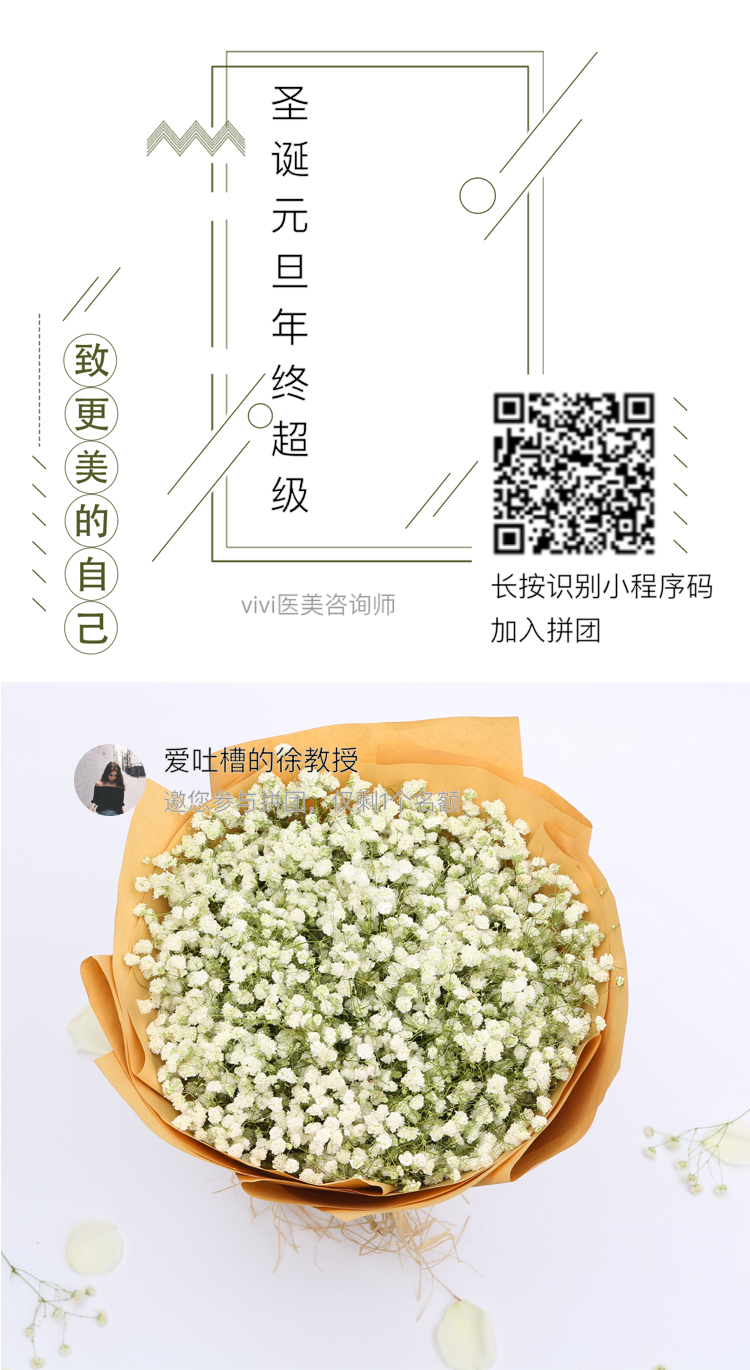 圣诞元旦年终超级
致更美的自己
vivi医美咨询师
长按识别小程序码
加入拼团
爱吐槽的徐教授
邀您参与拼团，仅剩1个名额